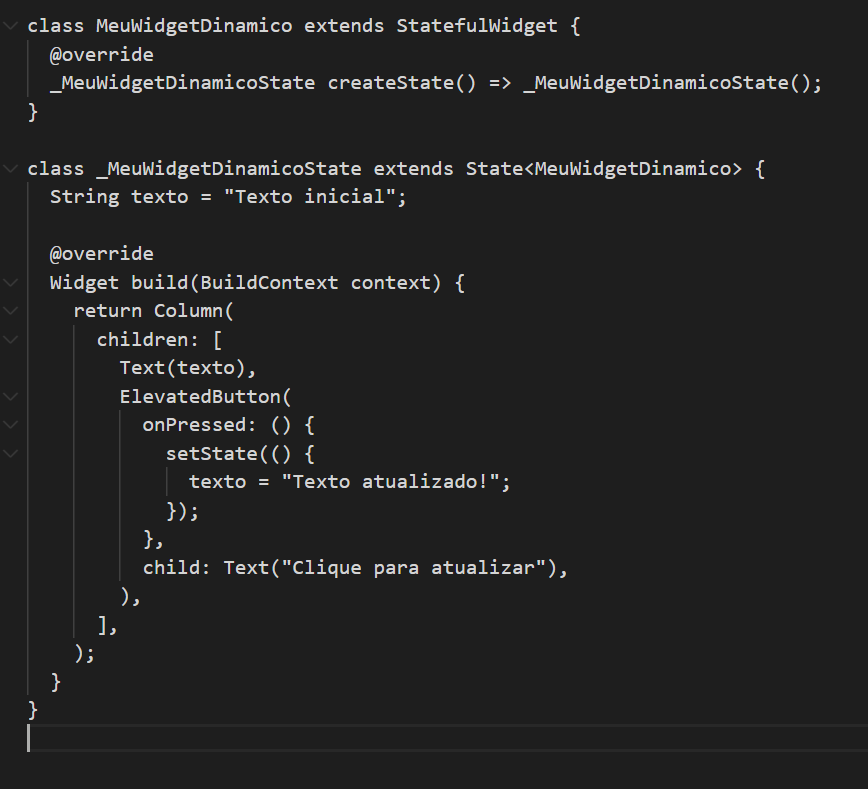 class MeuWidgetDinamico extends StatefulWidget {
  @override
  _MeuWidgetDinamicoState createState() => _MeuWidgetDinamicoState();
}

class _MeuWidgetDinamicoState extends State<MeuWidgetDinamico> {
  String texto = "Texto inicial";

  @override
  Widget build(BuildContext context) {
    return Column(
      children: [
        Text(texto),
        ElevatedButton(
          onPressed: () {
            setState(() {
              texto = "Texto atualizado!";
            });
          },
          child: Text("Clique para atualizar"),
        ),
      ],
    );
  }
}